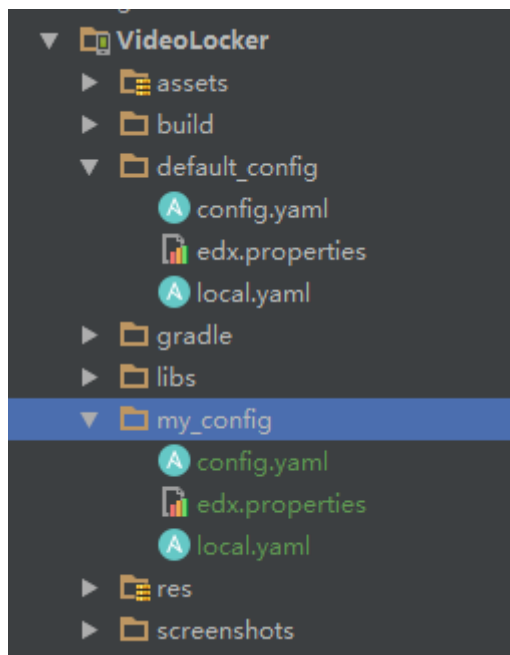 VideoLocker
assets
build
default_config
config.yaml
edx.properties
local.yaml
gradle
libs
my_config
config.yaml
edx.properties
local.yaml
res
screenshots